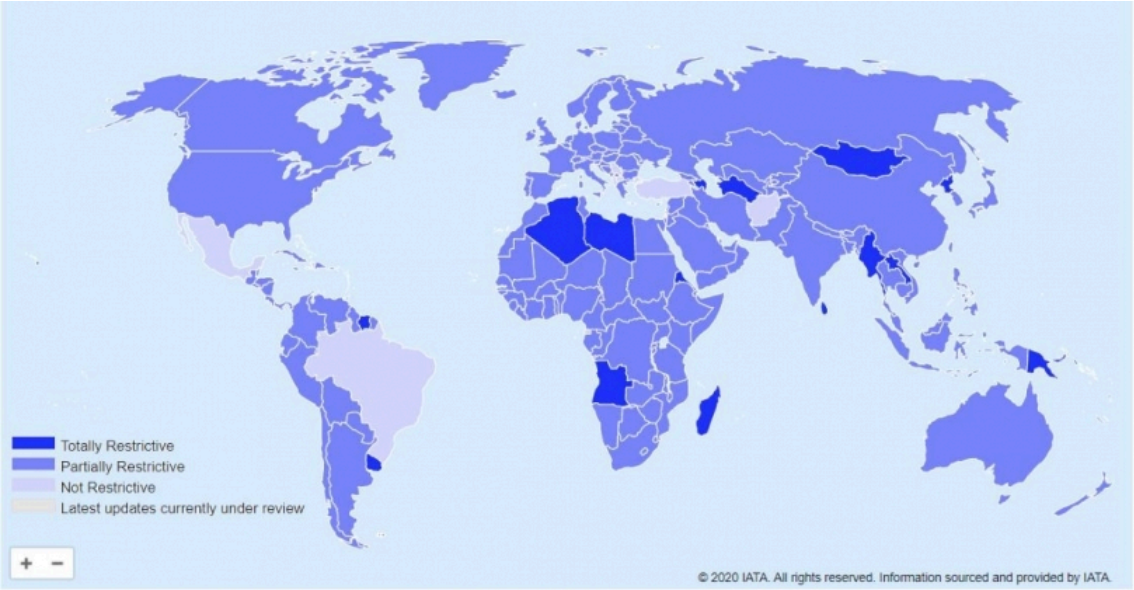 Totally Restrictive
Partially Restrictive
Not Restrictive
Latest updates currently under review
+ −
© 2020 IATA. All rights reserved. Information sourced and provided by IATA.